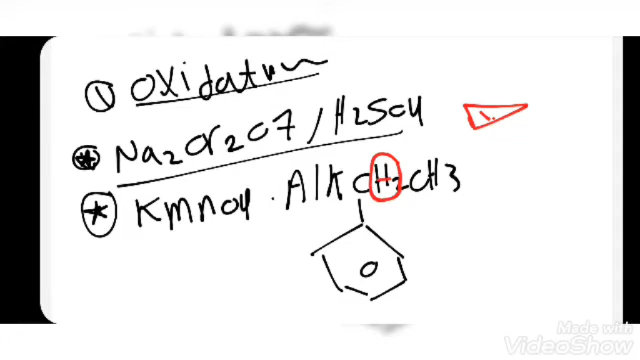 ① Oxidation
* Na2Cr2O7 / H2SO4
* KMnO4 . Alk CH2CH3
Made with
VideoShow